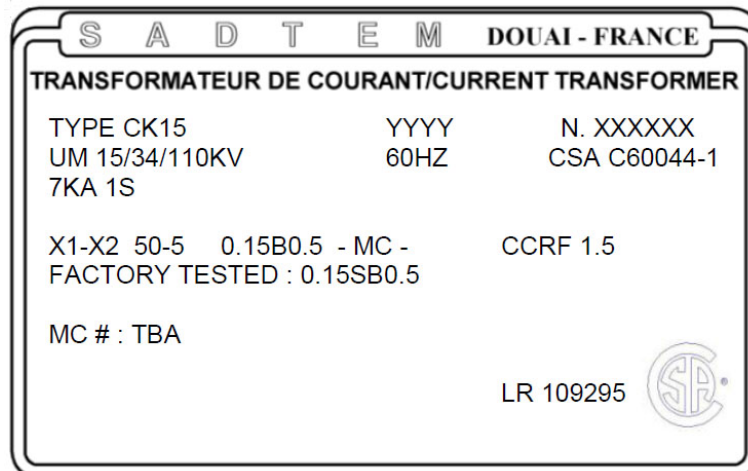 SADTEM DOUAI - FRANCE
TRANSFORMATEUR DE COURANT/CURRENT TRANSFORMER
TYPE CK15 YYYY N. XXXXXX
UM 15/34/110KV 60HZ CSA C60044-1
7KA 1S
X1-X2 50-5 0.15B0.5 - MC - CCRF 1.5
FACTORY TESTED : 0.15SB0.5
MC # : TBA
LR 109295 CSA